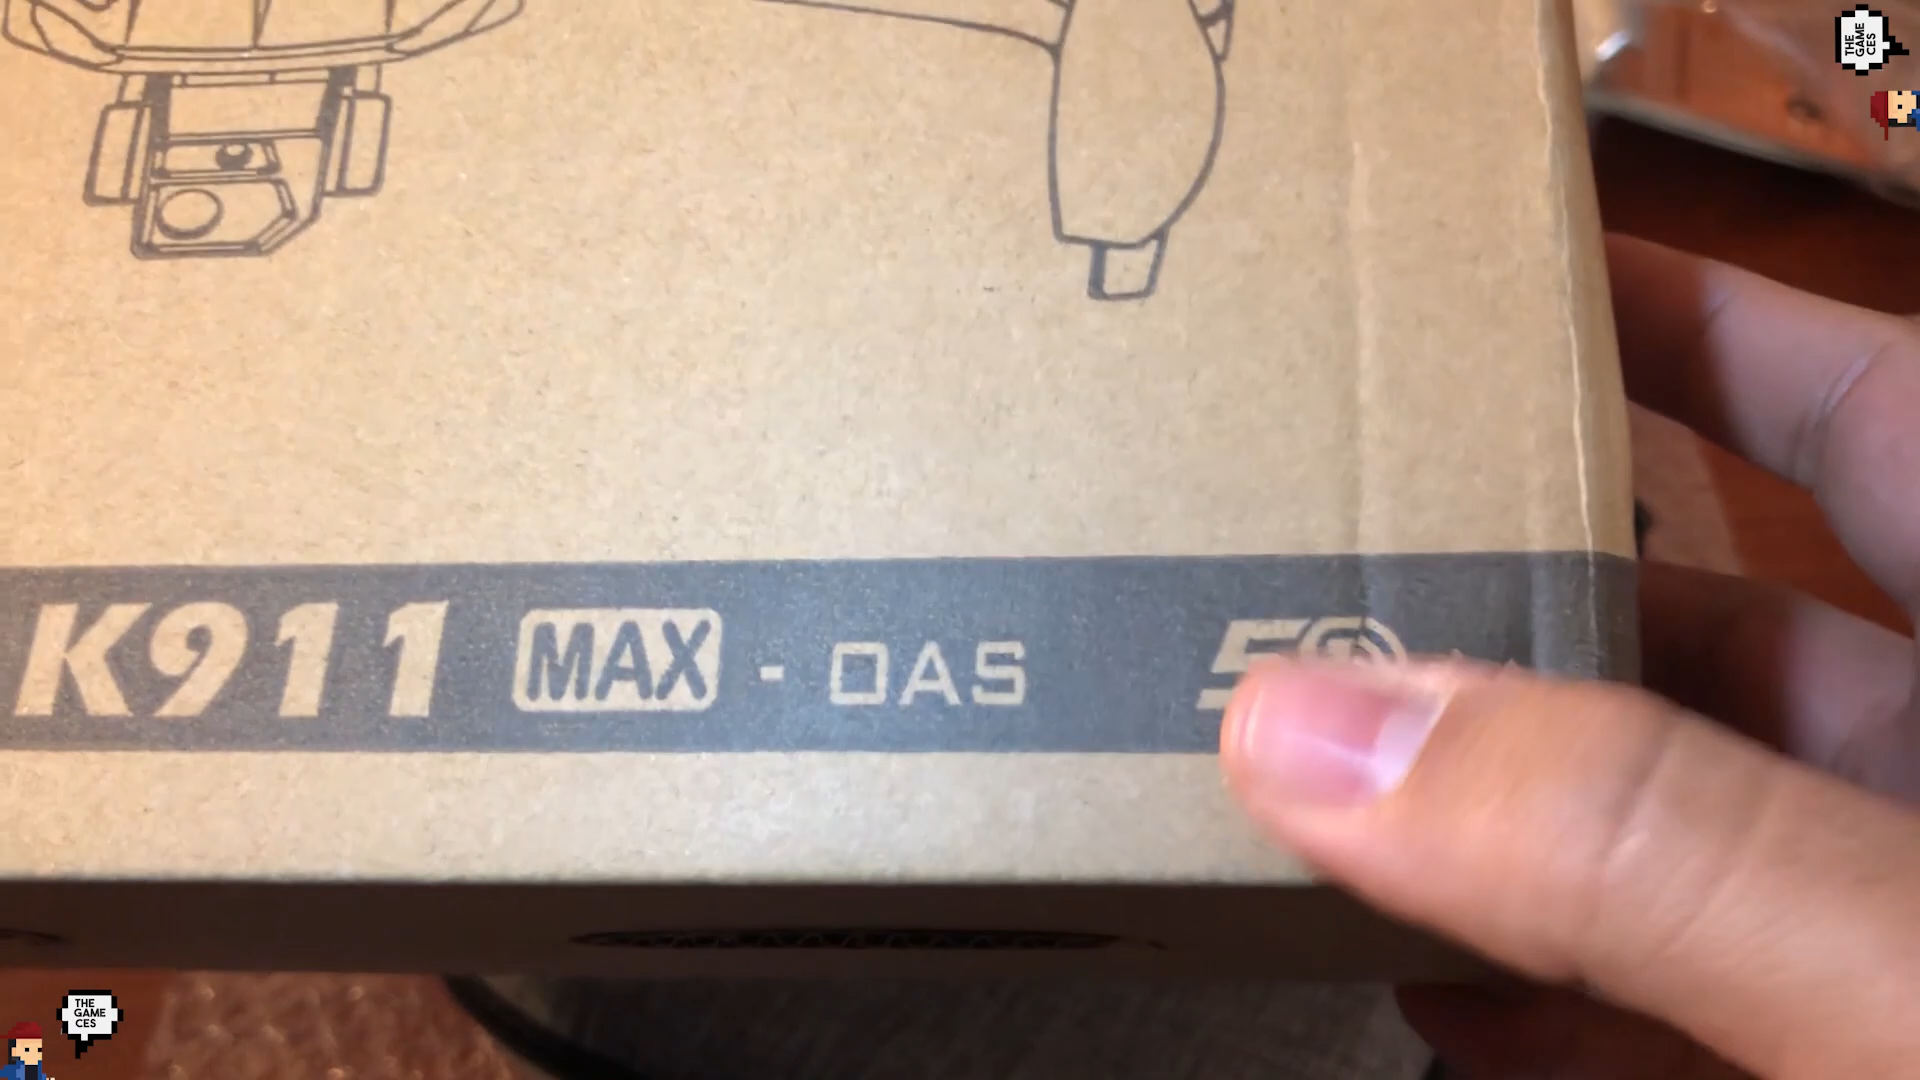 THE
GAME
CES
K911 MAX - OAS
THE
GAME
CES